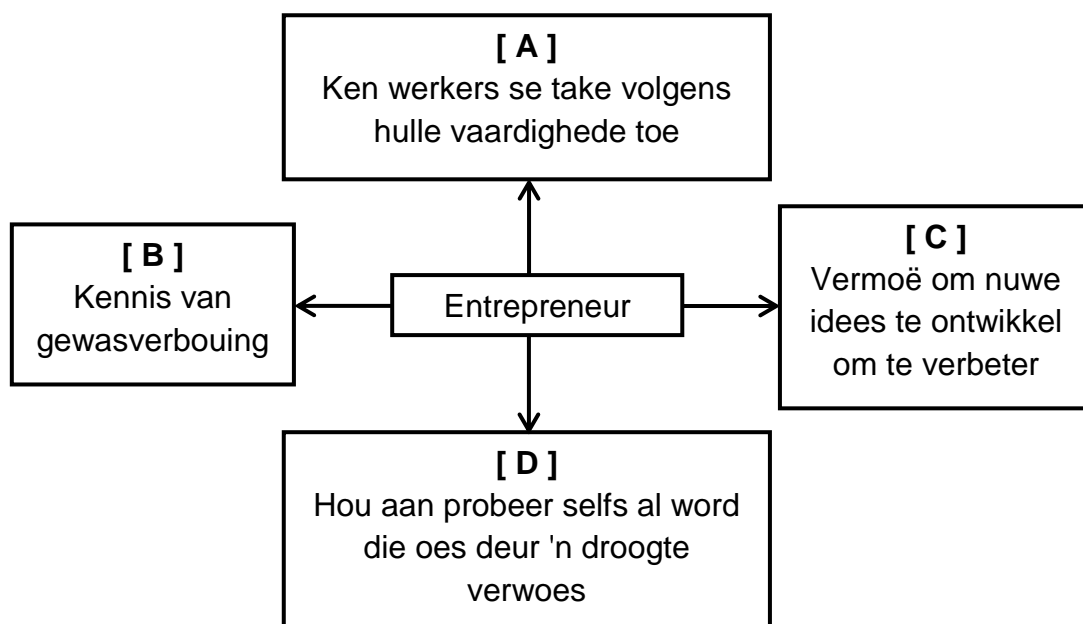 [ A ]
Ken werkers se take volgens
hulle vaardighede toe
[ B ]
Kennis van
gewasverbouing
Entrepreneur
[ C ]
Vermoë om nuwe
idees te ontwikkel
om te verbeter
[ D ]
Hou aan probeer selfs al word
die oes deur 'n droogte
verwoes